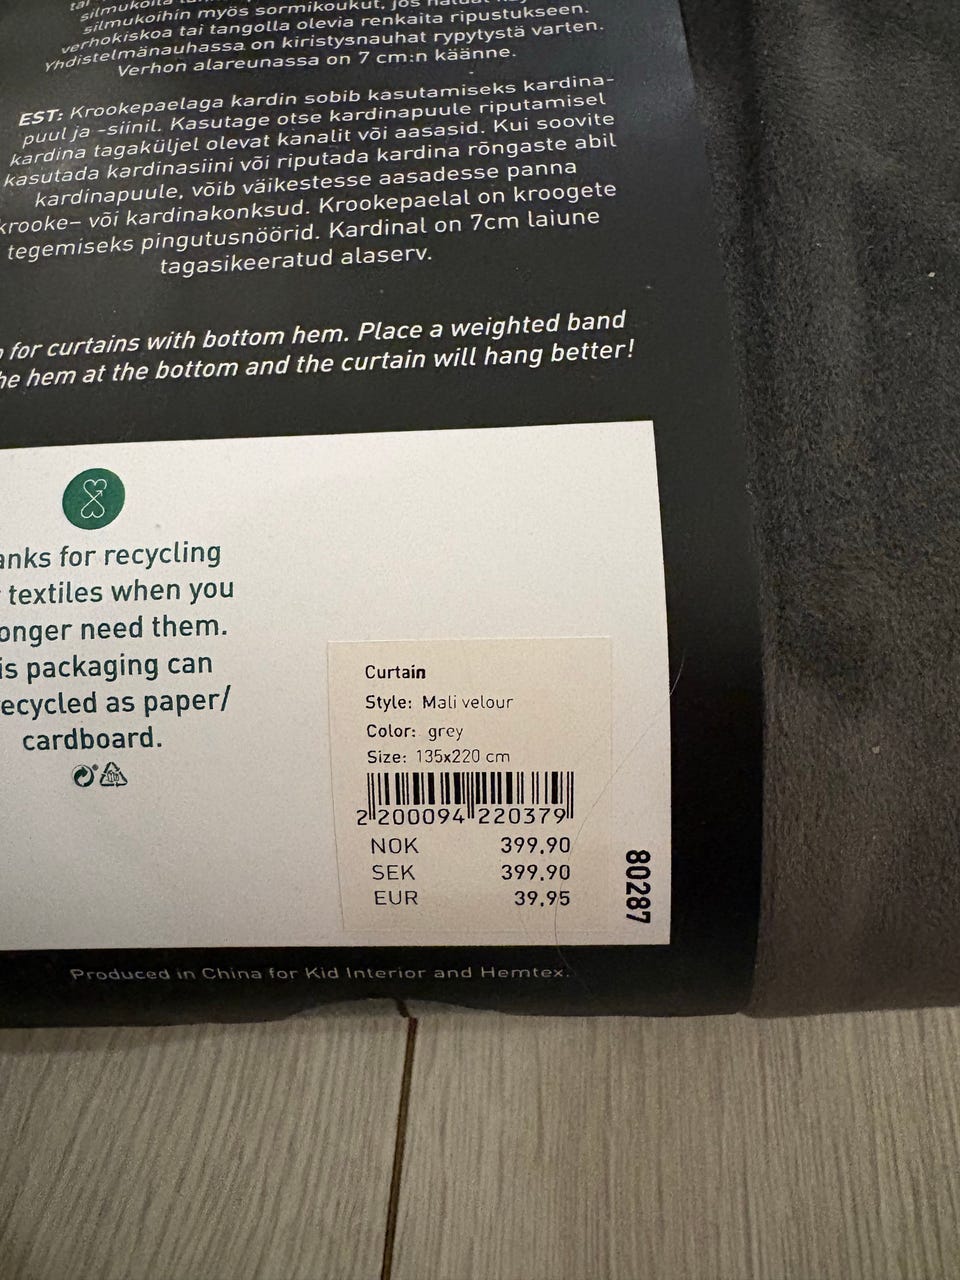 silmukoihin myös sormikoukut, jos
verhokiskoa tai tangolla olevia renkaita ripustukseen.
Yhdistelmänauhassa on kiristysnauhat rypytystä varten.
Verhon alareunassa on 7 cm:n käänne.
EST: Krookepaelaga kardin sobib kasutamiseks kardina-
puul ja -siinil. Kasutage otse kardinapuule riputamisel
kardina tagaküljel olevat kanalit või aasasid. Kui soovite
kasutada kardinasiini või riputada kardina rõngaste abil
kardinapuule, võib väikestesse aasadesse panna
krooke- või kardinakonksud. Krookepaelal on kroogete
tegemiseks pingutusnöörid. Kardinal on 7cm laiune
tagasikeeratud alaserv.
for curtains with bottom hem. Place a weighted band
hem at the bottom and the curtain will hang better!
anks for recycling
textiles when you
onger need them.
is packaging can
ecycled as paper/
cardboard.
Curtain
Style: Mali velour
Color: grey
Size: 135x220 cm
2 200094 220379
NOK 399.90
SEK 399.90
EUR 39.95
80287
Produced in China for Kid Interior and Hemtex.